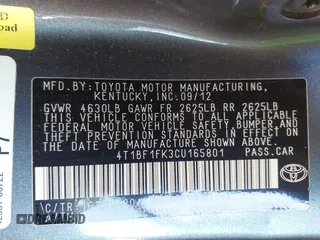 MFD.BY:TOYOTA MOTOR MANUFACTURING,
KENTUCKY, INC. 09/12
GVWR 4630LB GAWR FR 2625LB RR 2625LB
THIS VEHICLE CONFORMS TO ALL APPLICABLE
FEDERAL MOTOR VEHICLE SAFETY, BUMPER, AND
THEFT PREVENTION STANDARDS IN EFFECT ON
THE DATE OF MANUFACTURE SHOWN ABOVE.
4T1BF1FK3CU165801 PASS.CAR
C/TR:
TOYOTA